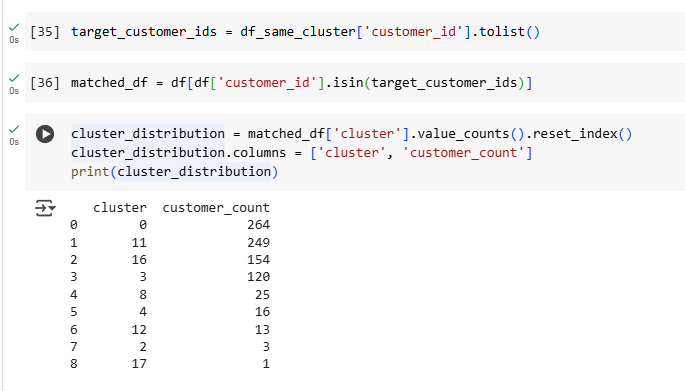 [35] target_customer_ids = df_same_cluster['customer_id'].tolist()
0s
[36] matched_df = df[df['customer_id'].isin(target_customer_ids)]
0s
cluster_distribution = matched_df['cluster'].value_counts().reset_index()
0s
cluster_distribution.columns = ['cluster', 'customer_count']
print(cluster_distribution)
cluster customer_count
0 0 264
1 11 249
2 16 154
3 3 120
4 8 25
5 4 16
6 12 13
7 2 3
8 17 1